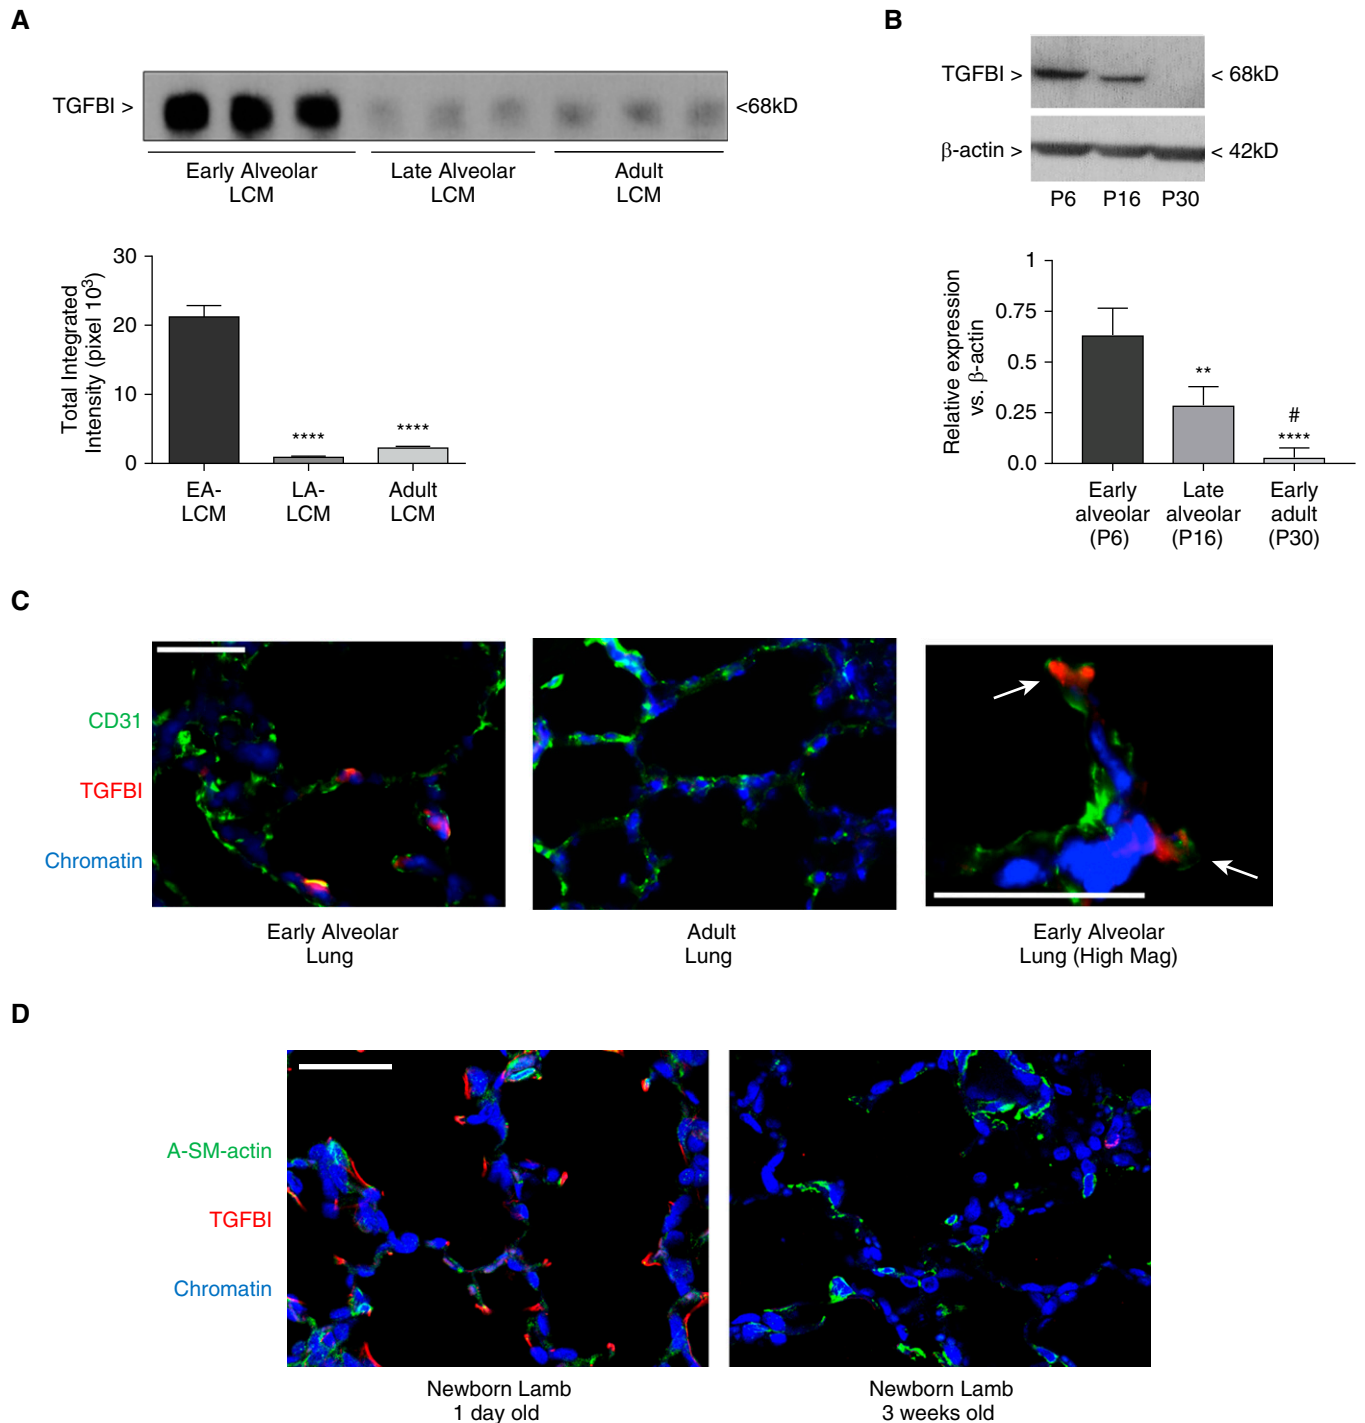 A
TGFBI >
<68kD
Early Alveolar
LCM
Late Alveolar
LCM
Adult
LCM
Total Integrated
Intensity (pixel 10³)
30
20
10
0
****
****
EA-
LCM
LA-
LCM
Adult
LCM
B
TGFBI >
< 68kD
β-actin >
< 42kD
P6 P16 P30
Relative expression
vs. β-actin
1
0.75
0.5
0.25
0.0
**
#
****
Early
alveolar
(P6)
Late
alveolar
(P16)
Early
adult
(P30)
C
CD31
TGFBI
Chromatin
Early Alveolar
Lung
Adult
Lung
Early Alveolar
Lung (High Mag)
D
A-SM-actin
TGFBI
Chromatin
Newborn Lamb
1 day old
Newborn Lamb
3 weeks old